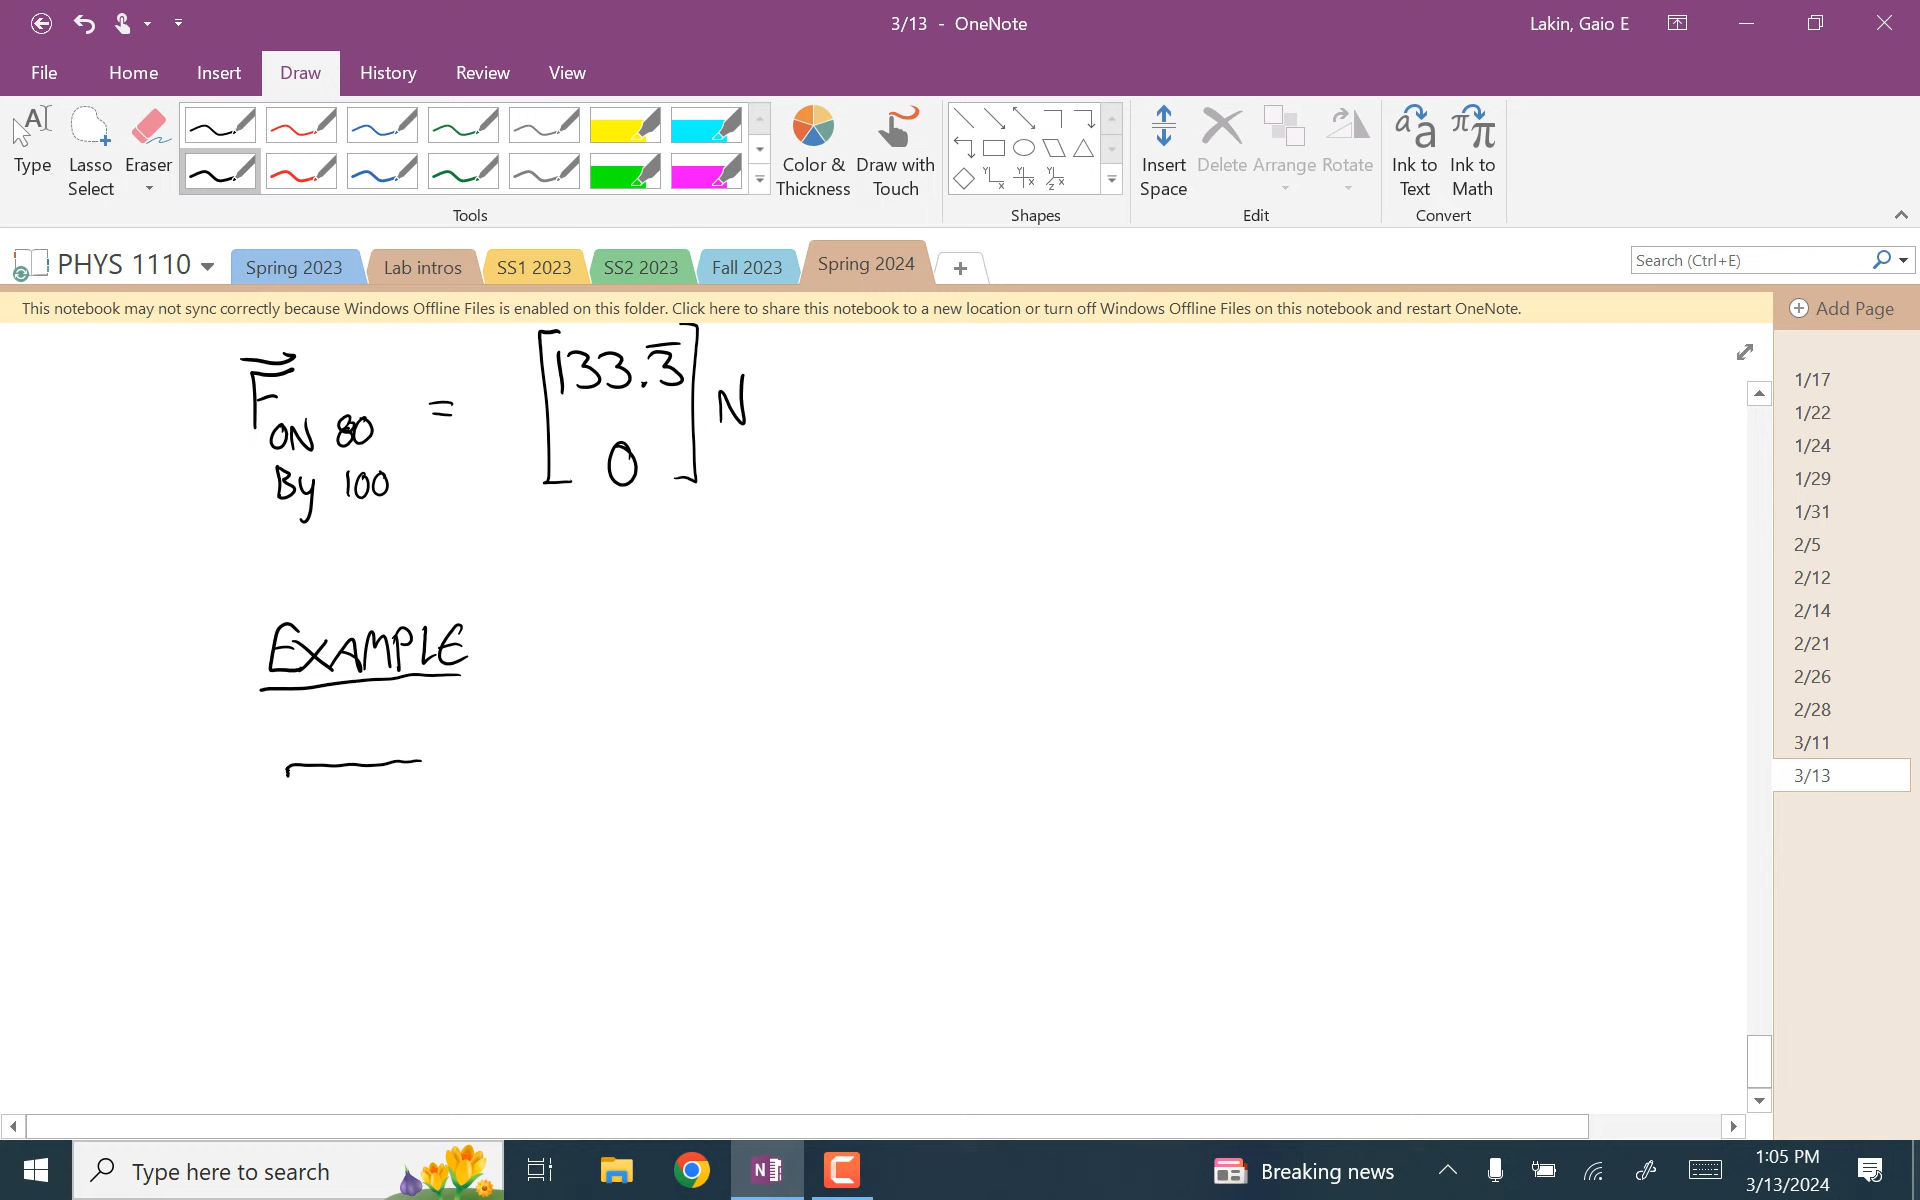 3/13 - OneNote
Lakin, Gaio E
File Home Insert Draw History Review View
Type
Lasso Select
Eraser
Color & Thickness
Draw with Touch
Insert Space
Delete
Arrange
Rotate
Ink to Text
Ink to Math
Tools
Shapes
Edit
Convert
PHYS 1110
Spring 2023
Lab intros
SS1 2023
SS2 2023
Fall 2023
Spring 2024
Search (Ctrl+E)
This notebook may not sync correctly because Windows Offline Files is enabled on this folder. Click here to share this notebook to a new location or turn off Windows Offline Files on this notebook and restart OneNote.
Add Page
1/17
1/22
1/24
1/29
1/31
2/5
2/12
2/14
2/21
2/26
2/28
3/11
3/13
F⃗ ON 80 By 100 = [133.3̅ 0] N
EXAMPLE
Type here to search
Breaking news
1:05 PM
3/13/2024